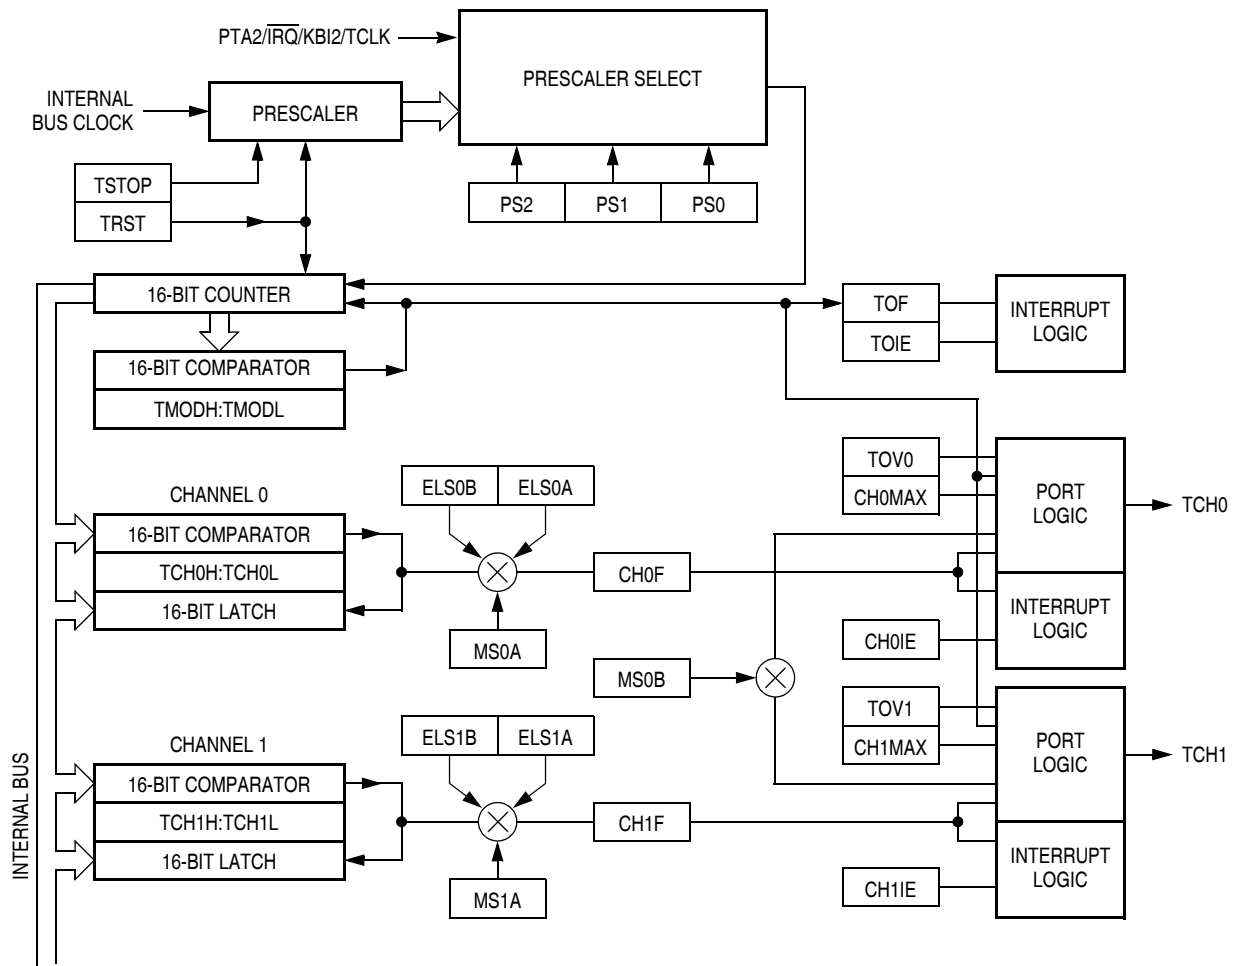 PTA2/IRQ/KBI2/TCLK
PRESCALER SELECT
INTERNAL
BUS CLOCK
PRESCALER
TSTOP
TRST
PS2
PS1
PS0
16-BIT COUNTER
TOF
TOIE
INTERRUPT
LOGIC
16-BIT COMPARATOR
TMODH:TMODL
CHANNEL 0
ELS0B
ELS0A
TOV0
CH0MAX
PORT
LOGIC
TCH0
16-BIT COMPARATOR
TCH0H:TCH0L
16-BIT LATCH
CH0F
MS0A
INTERRUPT
LOGIC
CH0IE
MS0B
CHANNEL 1
ELS1B
ELS1A
TOV1
CH1MAX
PORT
LOGIC
TCH1
16-BIT COMPARATOR
TCH1H:TCH1L
16-BIT LATCH
CH1F
MS1A
INTERRUPT
LOGIC
CH1IE
INTERNAL BUS